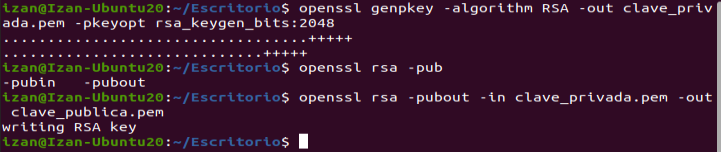 izan@Izan-Ubuntu20:~/Escritorio$ openssl genpkey -algorithm RSA -out clave_priv
ada.pem -pkeyopt rsa_keygen_bits:2048
....................................+++++
..............................+++++
izan@Izan-Ubuntu20:~/Escritorio$ openssl rsa -pub
-pubin   -pubout
izan@Izan-Ubuntu20:~/Escritorio$ openssl rsa -pubout -in clave_privada.pem -out
 clave_publica.pem
writing RSA key
izan@Izan-Ubuntu20:~/Escritorio$